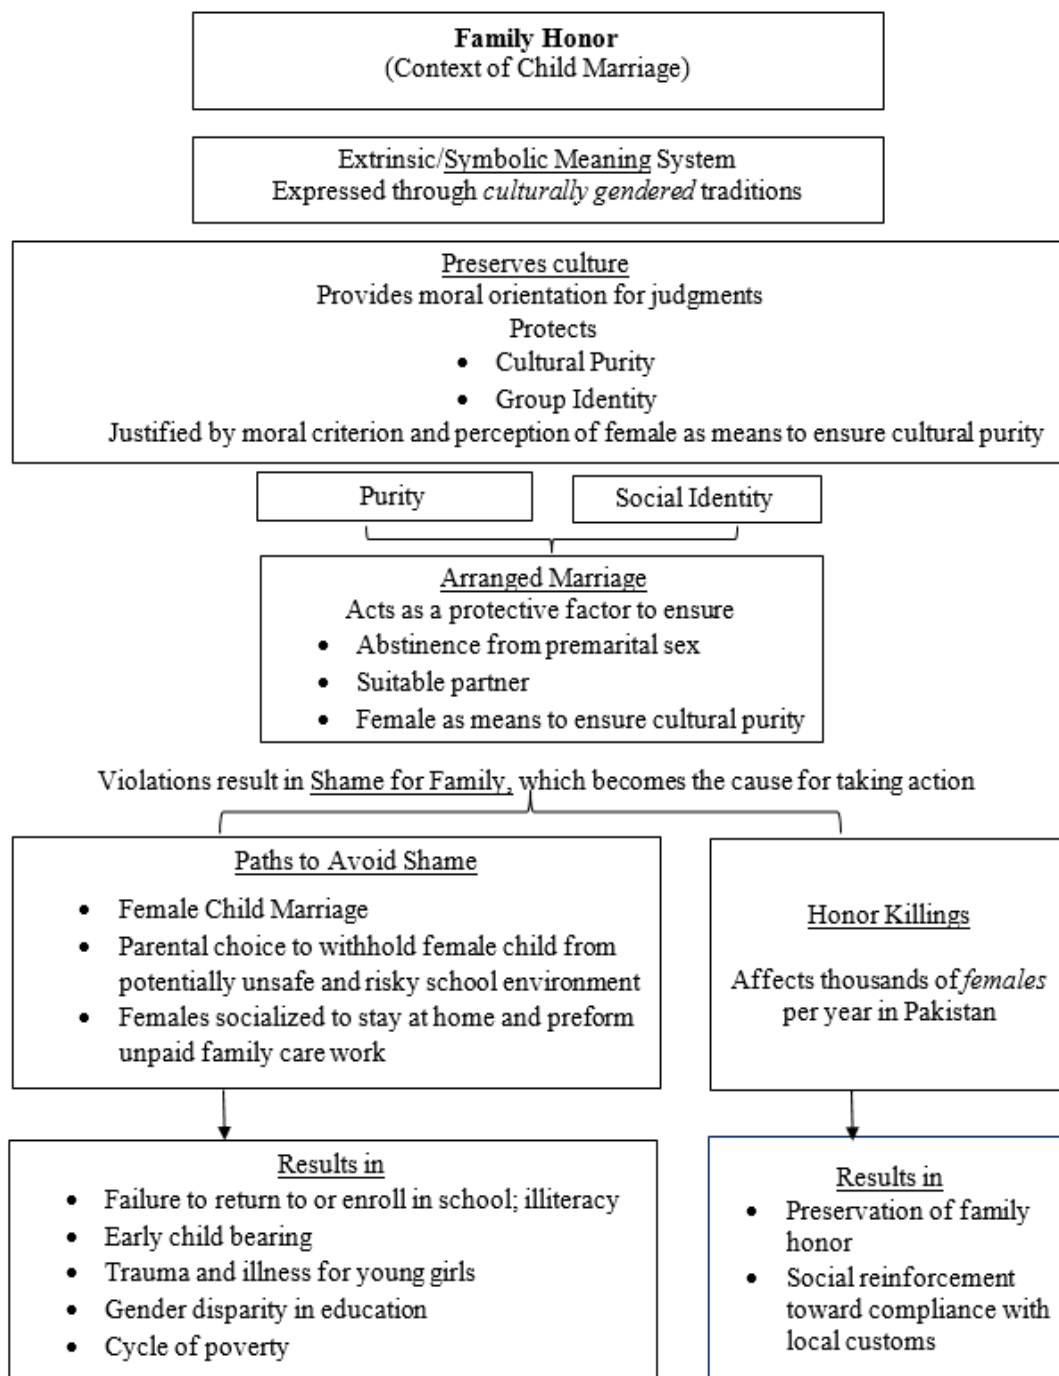 Family Honor
(Context of Child Marriage)
Extrinsic/Symbolic Meaning System
Expressed through culturally gendered traditions
Preserves culture
Provides moral orientation for judgments
Protects
• Cultural Purity
• Group Identity
Justified by moral criterion and perception of female as means to ensure cultural purity
Purity
Social Identity
Arranged Marriage
Acts as a protective factor to ensure
• Abstinence from premarital sex
• Suitable partner
• Female as means to ensure cultural purity
Violations result in Shame for Family, which becomes the cause for taking action
Paths to Avoid Shame
• Female Child Marriage
• Parental choice to withhold female child from
potentially unsafe and risky school environment
• Females socialized to stay at home and preform
unpaid family care work
Honor Killings
Affects thousands of females
per year in Pakistan
Results in
• Failure to return to or enroll in school; illiteracy
• Early child bearing
• Trauma and illness for young girls
• Gender disparity in education
• Cycle of poverty
Results in
• Preservation of family
honor
• Social reinforcement
toward compliance with
local customs